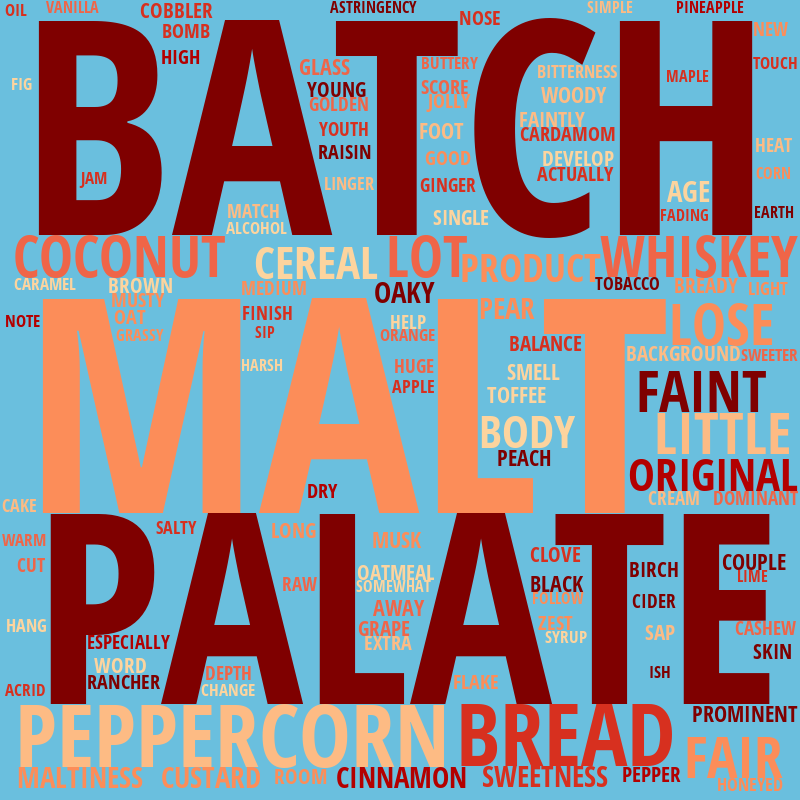 OIL VANILLA COBBLER ASTRINGENCY NOSE SIMPLE PINEAPPLE
BOMB NEW
HIGH GLASS BUTTERY BITTERNESS MAPLE TOUCH
FIG YOUNG SCORE WOODY
GOLDEN JOLLY
BATCH
YOUTH FOOT FAINTLY CARDAMOM HEAT
RAISIN GOOD DEVELOP
JAM LINGER GINGER ACTUALLY AGE CORN
MATCH SINGLE FADING EARTH
ALCOHOL
COCONUT CEREAL LOT PRODUCT WHISKEY
CARAMEL BROWN MEDIUM OAKY TOBACCO BREADY LIGHT
MUSTY PEAR
NOTE OAT FINISH HELP LOSE
GRASSY SIP ORANGE BALANCE
BACKGROUND SWEETER
HARSH HUGE SMELL
APPLE TOFFEE FAINT
MALT
BODY LITTLE
PEACH ORIGINAL
CAKE DRY CREAM DOMINANT
SALTY LONG
WARM MUSK CLOVE COUPLE
CUT RAW OATMEAL BLACK BIRCH LIME
SOMEWHAT FOLLOW
AWAY CIDER
PALATE
HANG GRAPE ZEST SAP CASHEW
ESPECIALLY EXTRA SYRUP SKIN
WORD DEPTH ISH
ACRID RANCHER CHANGE FLAKE
PEPPERCORN BREAD PROMINENT
FAIR
MALTINESS CUSTARD ROOM CINNAMON SWEETNESS PEPPER HONEYED